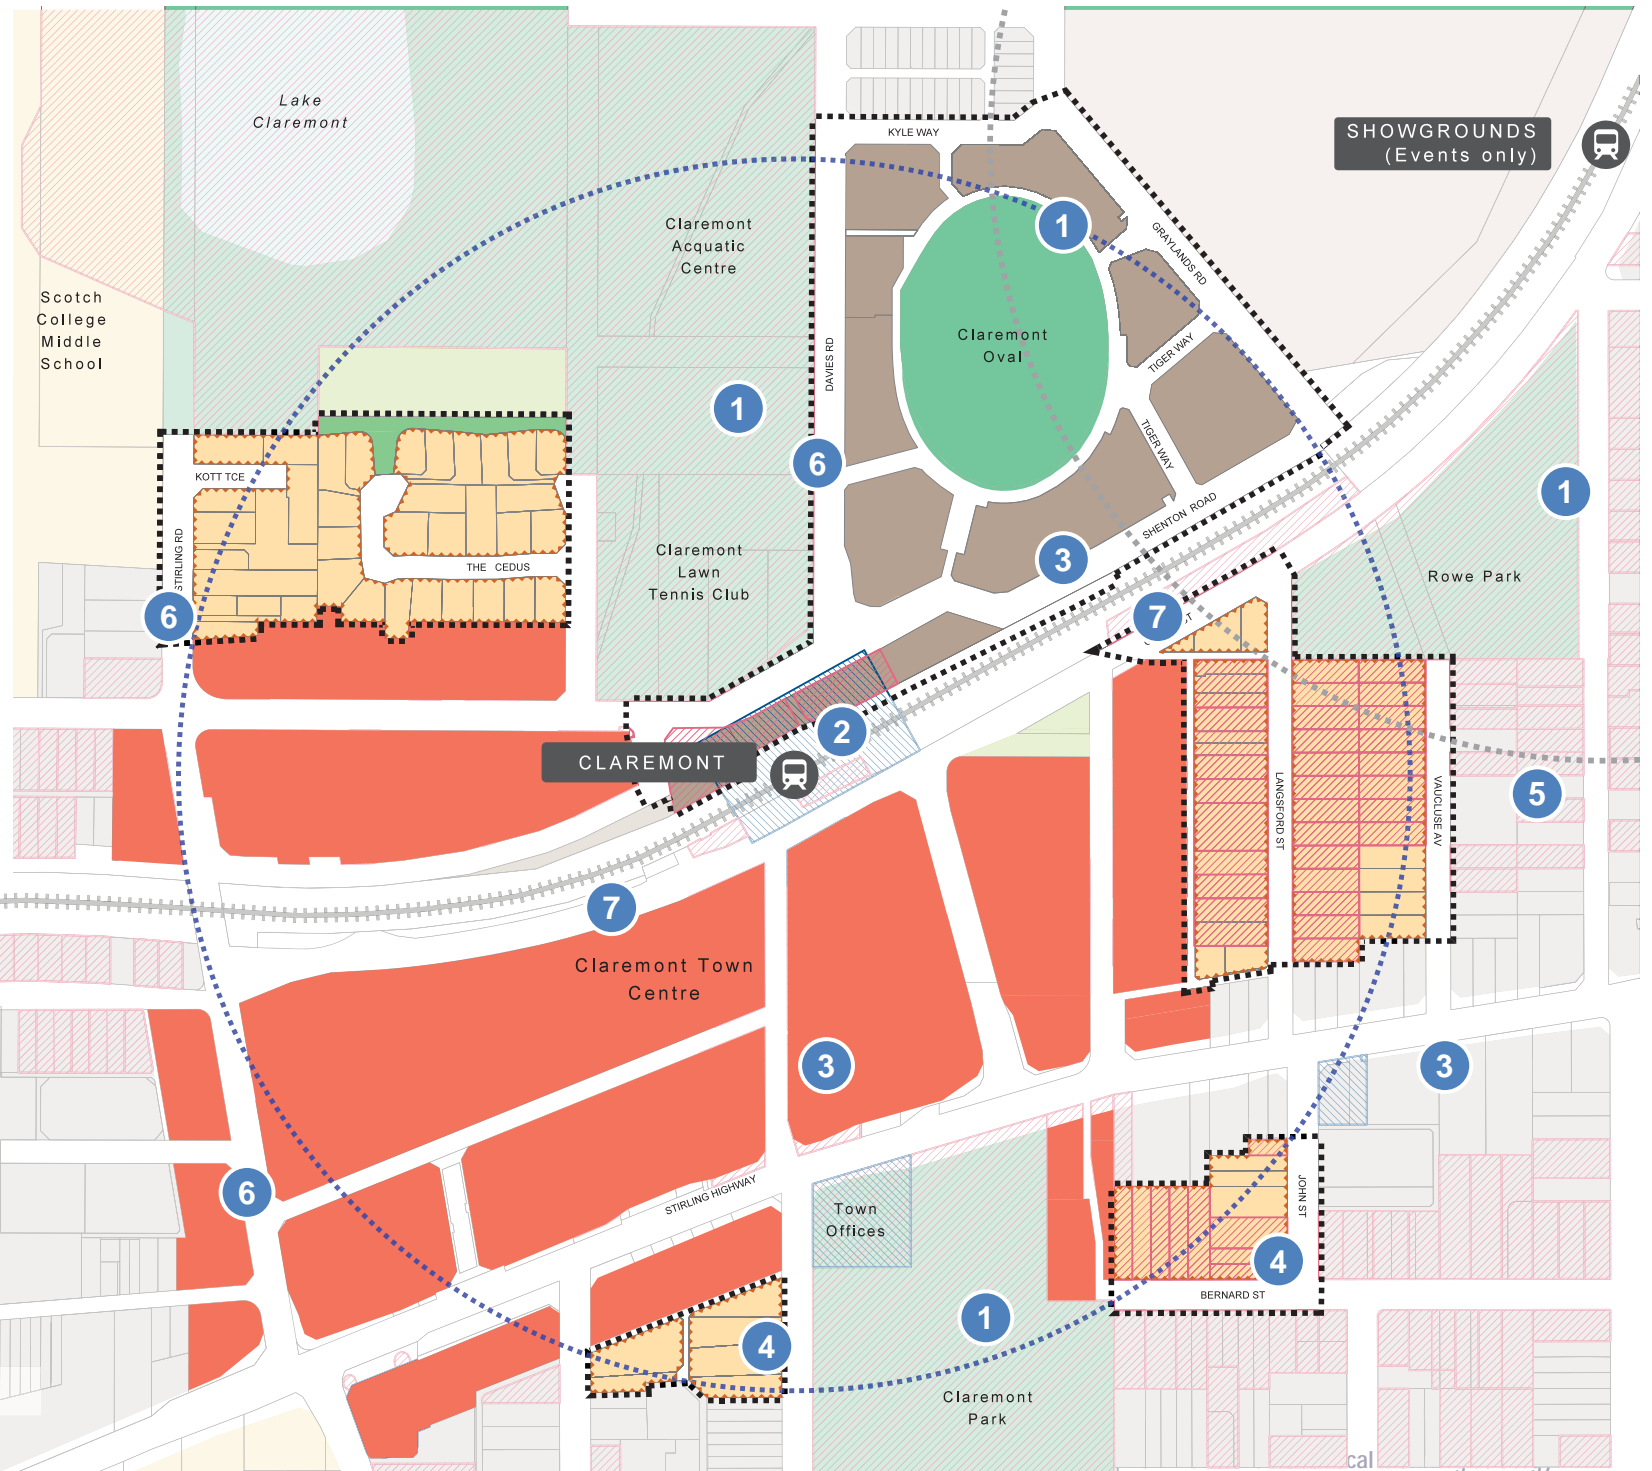 Lake
Claremont
KYLE WAY
SHOWGROUNDS
(Events only)
Claremont
Acquatic
Centre
1
GRAYLANDS RD
Scotch
College
Middle
School
Claremont
Oval
DAVIES RD
TIGER WAY
1
TIGER WAY
6
KOTT TCE
1
SHENTON ROAD
STIRLING RD
THE CEDUS
Claremont
Lawn
Tennis Club
3
Rowe Park
6
7
CT
2
CLAREMONT
LANGSFORD ST
VAUCLUSE AV
5
7
Claremont Town
Centre
3
3
6
STIRLING HIGHWAY
Town
Offices
JOHN ST
4
BERNARD ST
1
4
Claremont
Park
cal